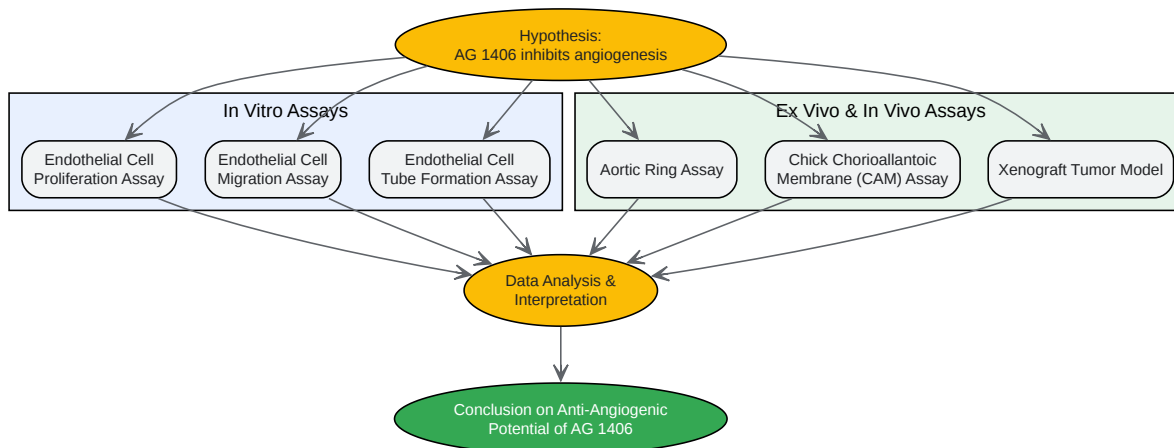 Hypothesis:
AG 1406 inhibits angiogenesis
In Vitro Assays
Ex Vivo & In Vivo Assays
Endothelial Cell
Proliferation Assay
Endothelial Cell
Migration Assay
Endothelial Cell
Tube Formation Assay
Aortic Ring Assay
Chick Chorioallantoic
Membrane (CAM) Assay
Xenograft Tumor Model
Data Analysis &
Interpretation
Conclusion on Anti-Angiogenic
Potential of AG 1406